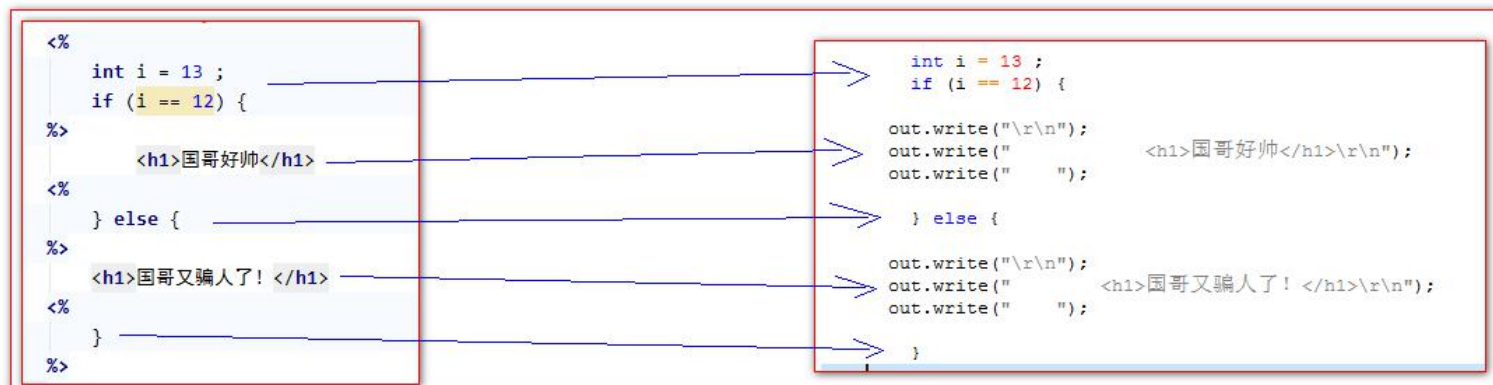 <%
int i = 13 ;
if (i == 12) {
%>
<h1>国哥好帅</h1>
<%
} else {
%>
<h1>国哥又骗人了！</h1>
<%
}
%>
int i = 13 ;
if (i == 12) {
out.write("\r\n");
out.write("            <h1>国哥好帅</h1>\r\n");
out.write("    ");
} else {
out.write("\r\n");
out.write("        <h1>国哥又骗人了！</h1>\r\n");
out.write("    ");
}